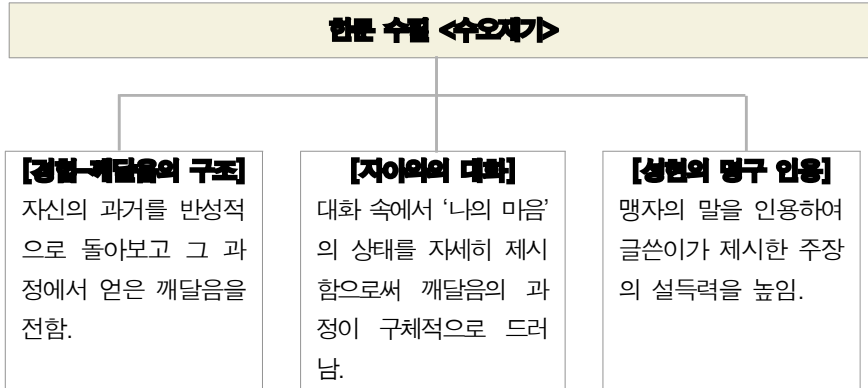 한문 수필 <수오재기>
[경험-깨달음의 구조]
자신의 과거를 반성적
으로 돌아보고 그 과
정에서 얻은 깨달음을
전함.
[자아와의 대화]
대화 속에서 ‘나의 마음’
의 상태를 자세히 제시
함으로써 깨달음의 과
정이 구체적으로 드러
남.
[성현의 명구 인용]
맹자의 말을 인용하여
글쓴이가 제시한 주장
의 설득력을 높임.